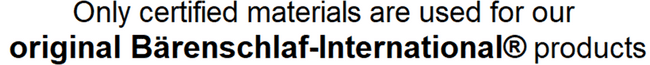 Only certified materials are used for our
original Bärenschlaf-International® products